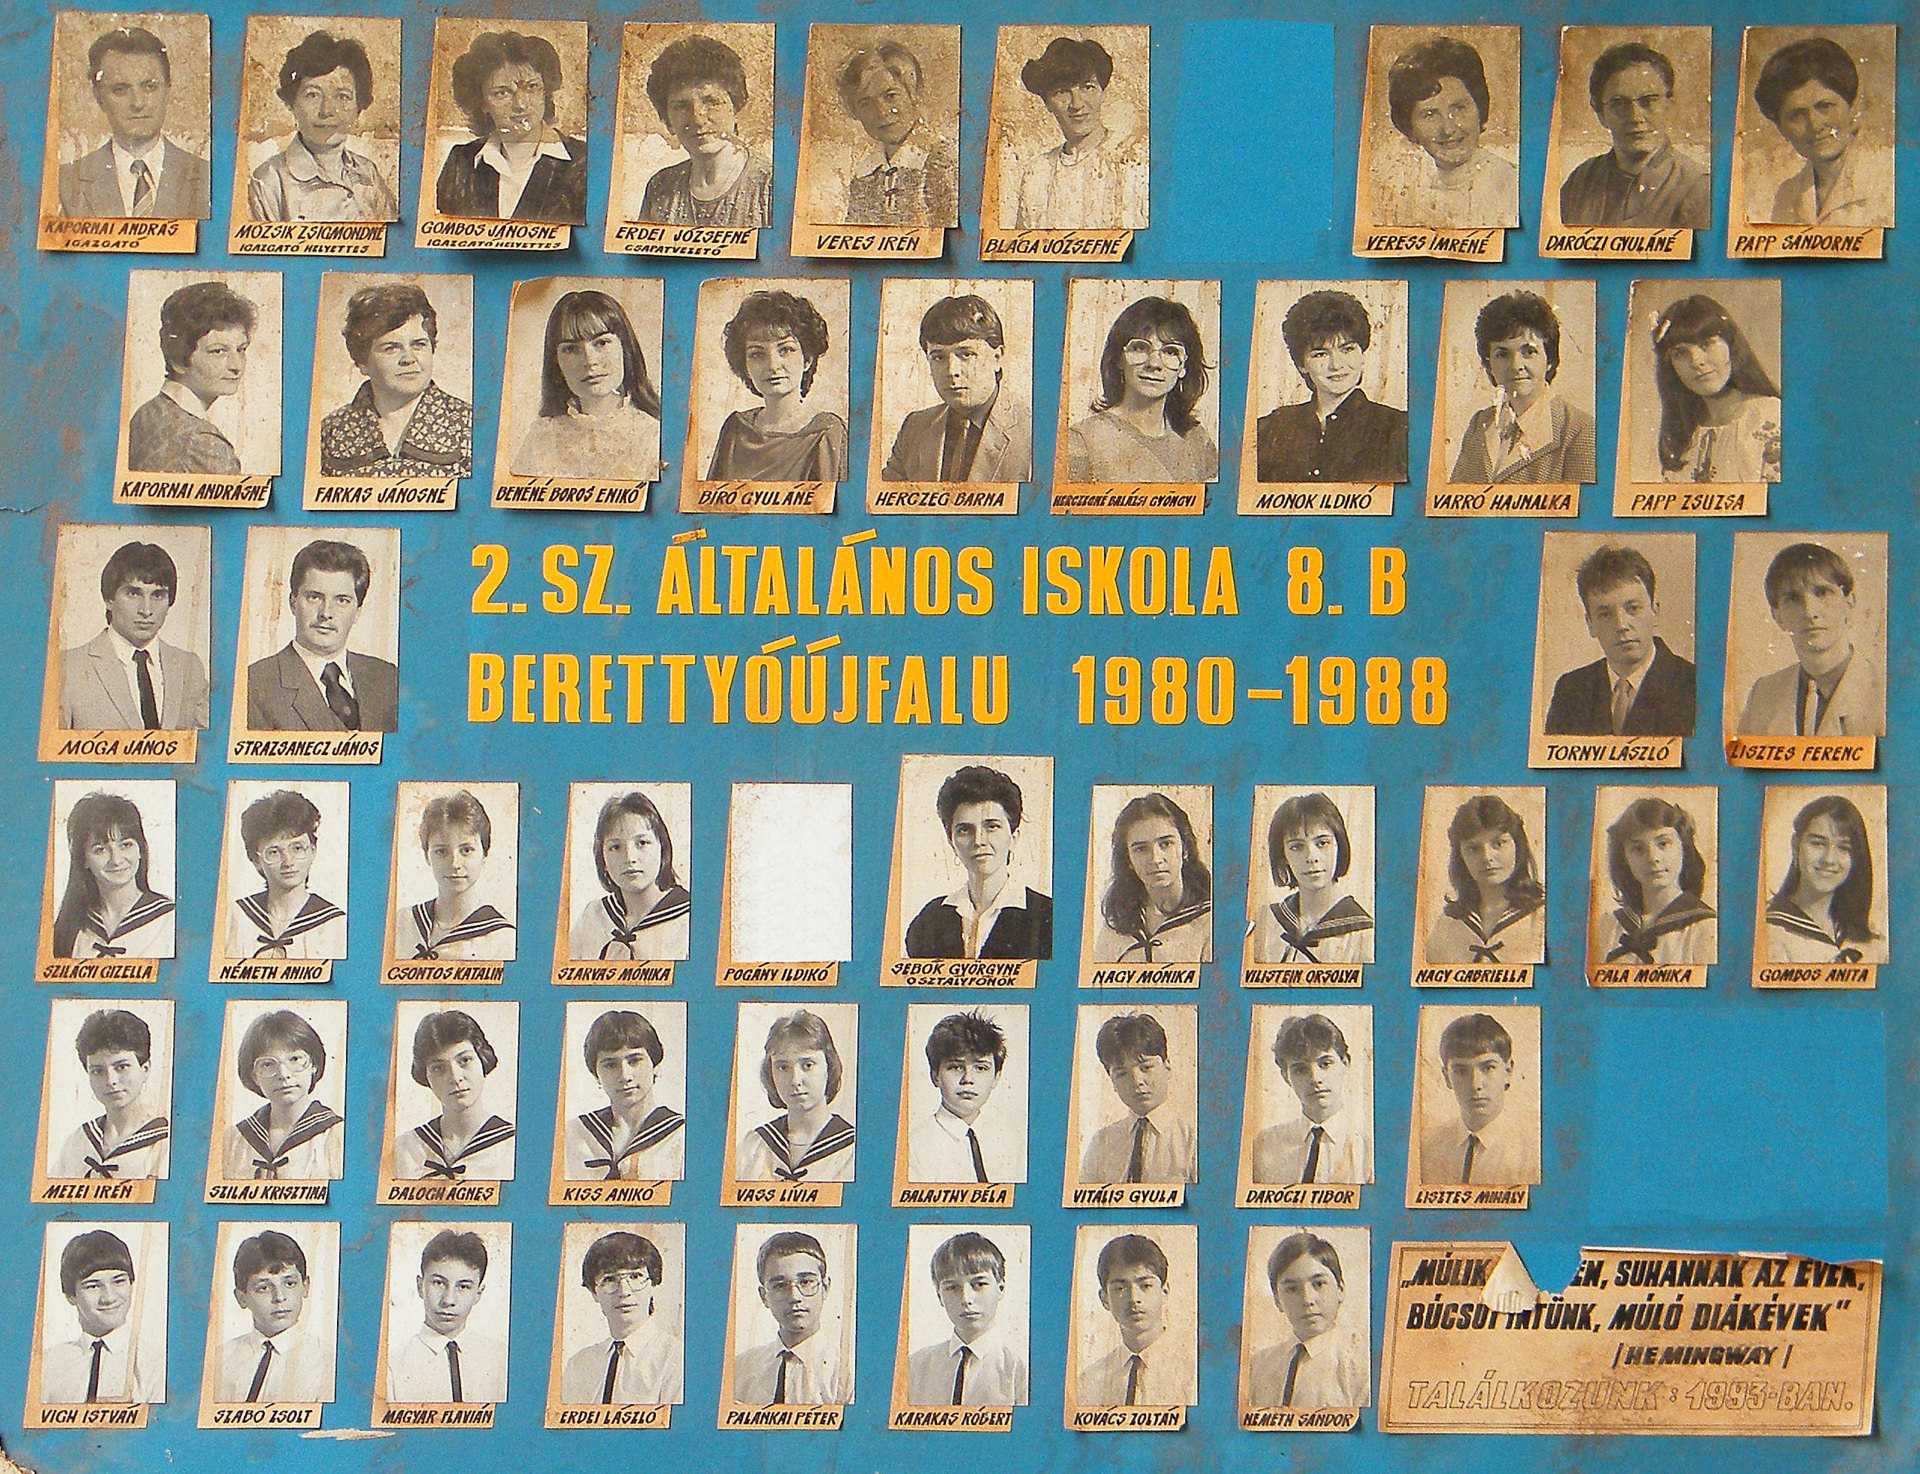 KAPORNAI ANDRÁS
IGAZGATÓ
MOZSIK ZSIGMONDNÉ
IGAZGATÓ HELYETTES
GOMBOS JÁNOSNÉ
IGAZGATÓ HELYETTES
ERDEI JÓZSEFNÉ
CSAPATVEZETŐ
VERES IRÉN
BLÁGA JÓZSEFNÉ
VERESS IMRÉNÉ
DARÓCZI GYULÁNÉ
PAPP SÁNDORNÉ
KAPORNAI ANDRÁSNÉ
FARKAS JÁNOSNÉ
BENÉNÉ BOROS ENIKŐ
BÍRÓ GYULÁNÉ
HERCZEG BARNA
HERCZEGNÉ BALÁZSI GYÖNGYI
MONOK ILDIKÓ
VARRÓ HAJNALKA
PAPP ZSUZSA
2. SZ. ÁLTALÁNOS ISKOLA 8. B
BERETTYÓÚJFALU 1980-1988
MÓGA JÁNOS
STRAZSANECZ JÁNOS
TORNYI LÁSZLÓ
LISZTES FERENC
SZILÁGYI GIZELLA
NÉMETH ANIKÓ
CSONTOS KATALIN
SZARVAS MÓNIKA
POGÁNY ILDIKÓ
SEBŐK GYÖRGYNÉ
OSZTÁLYFŐNÖK
NAGY MÓNIKA
VILISTEIN ORSOLYA
NAGY GABRIELLA
PALA MÓNIKA
GOMBOS ANITA
MEZEI IRÉN
SZILAJ KRISZTINA
BALOGH ÁGNES
KISS ANIKÓ
VASS LÍVIA
BALAJTHY BÉLA
VITÁLIS GYULA
DARÓCZI TIBOR
LISZTES MIHÁLY
VIGH ISTVÁN
SZABÓ ZSOLT
MAGYAR FLAVIÁN
ERDEI LÁSZLÓ
PALÁNKAI PÉTER
KARAKAS RÓBERT
KOVÁCS ZOLTÁN
NÉMETH SÁNDOR
„MÚLIK EN, SUHANNAK AZ ÉVEK,
BÚCSÚT INTÜNK, MÚLÓ DIÁKÉVEK"
/HEMINGWAY/
TALÁLKOZUNK: 1993-BAN.